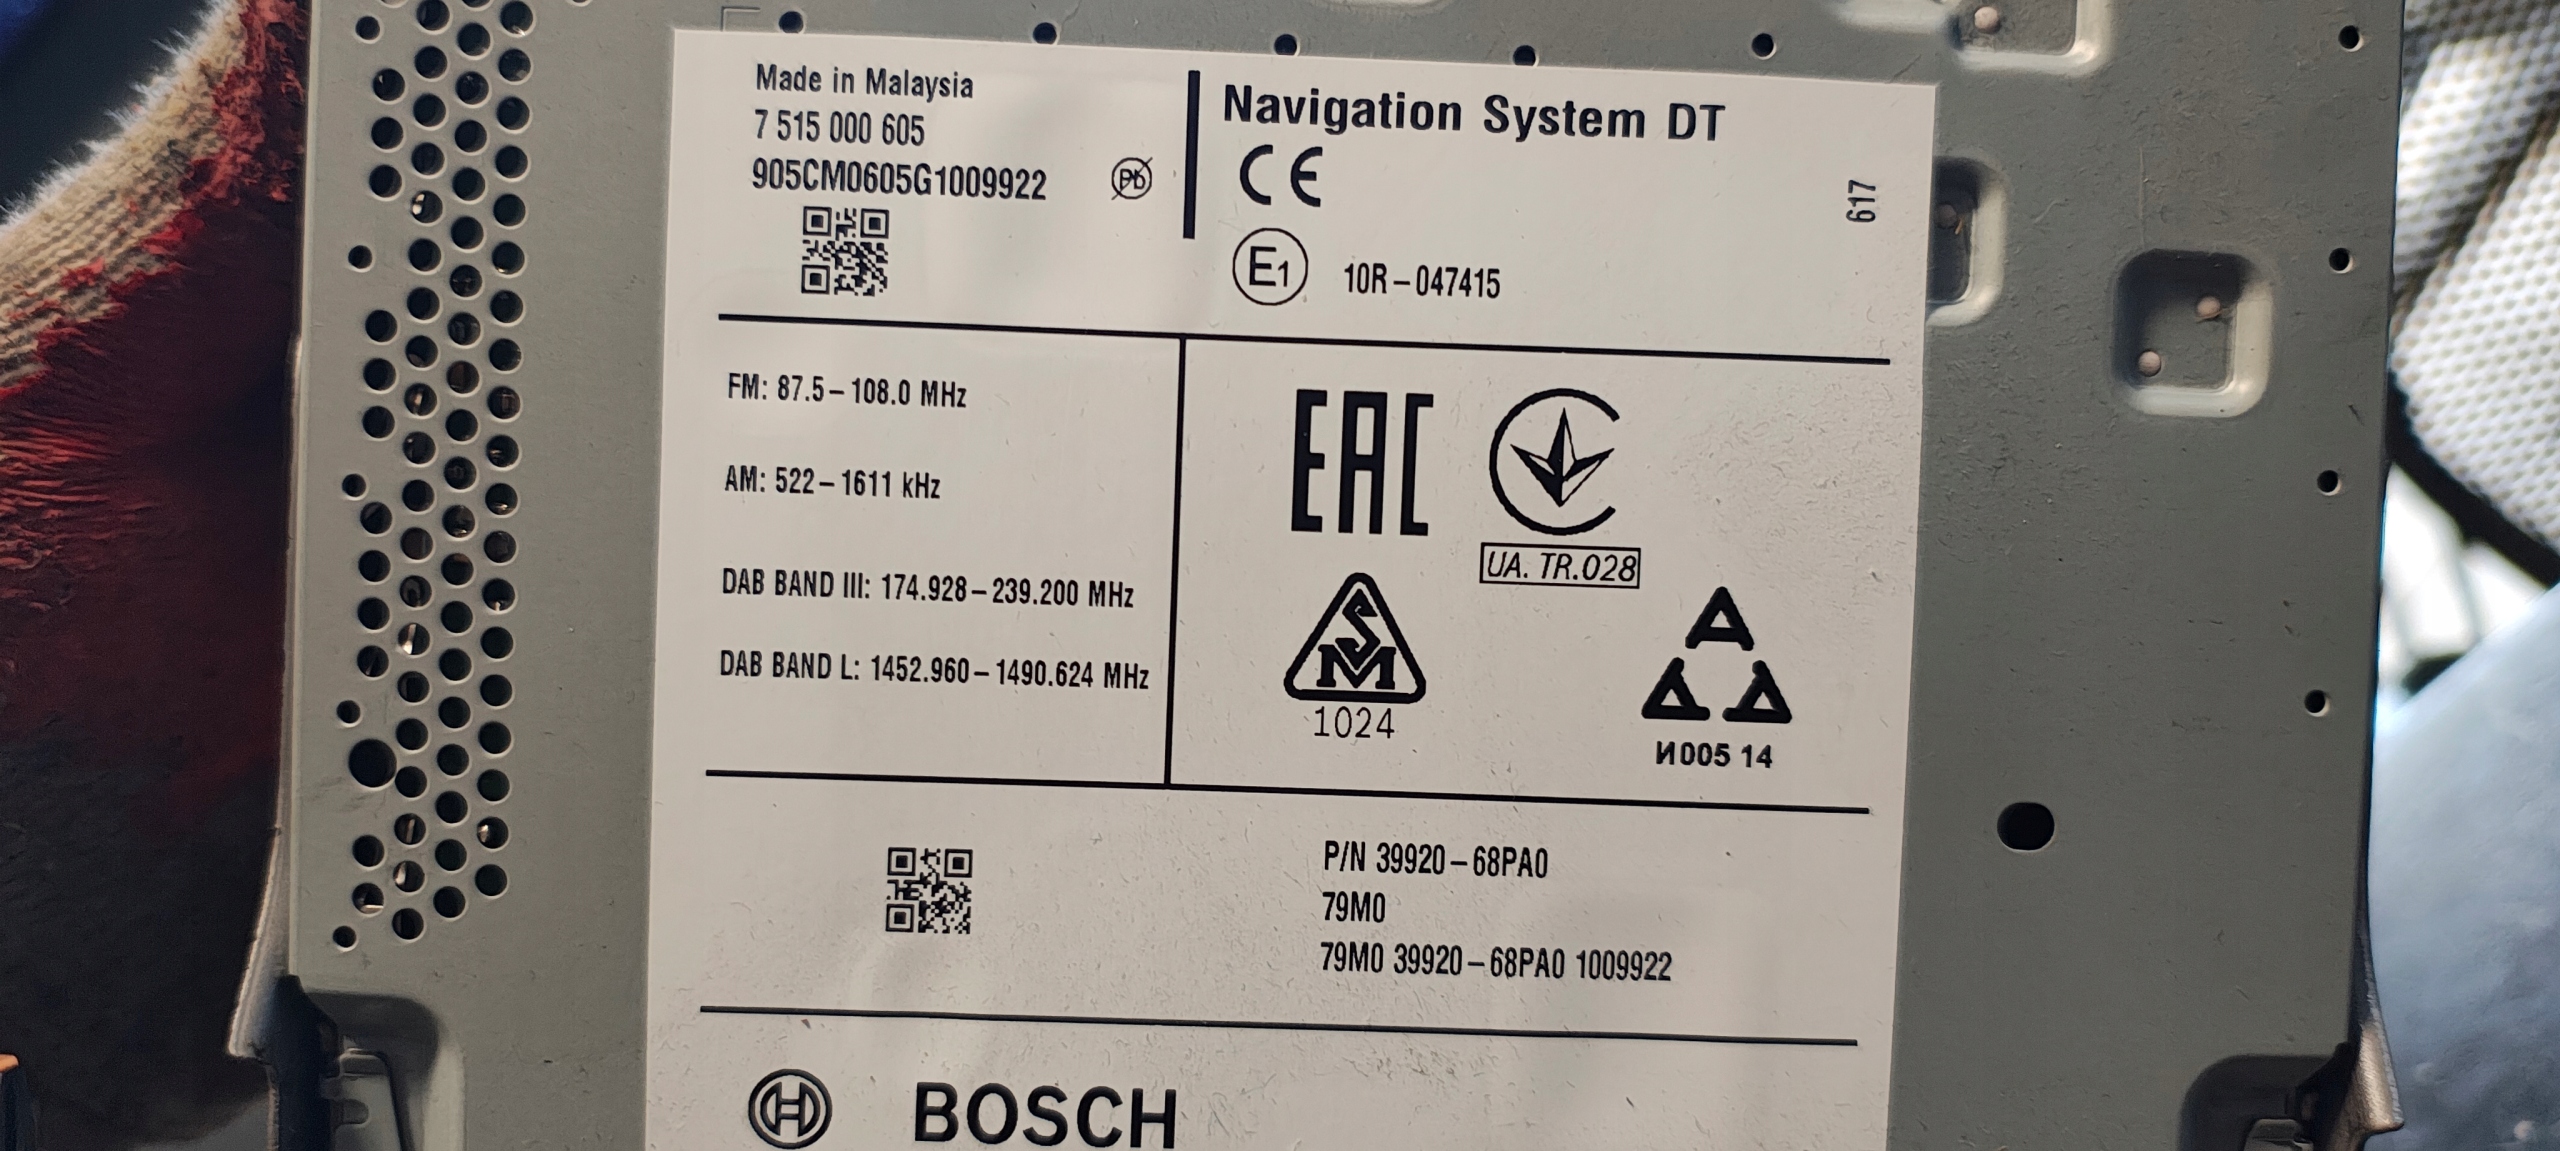 Made in Malaysia
7 515 000 605
905CM0605G1009922
Pb
Navigation System DT
CE
617
E1 10R-047415
FM: 87.5-108.0 MHz
AM: 522-1611 kHz
DAB BAND III: 174.928-239.200 MHz
DAB BAND L: 1452.960-1490.624 MHz
EAC
UA. TR.028
SM
1024
И005 14
P/N 39920-68PA0
79M0
79M0 39920-68PA0 1009922
BOSCH